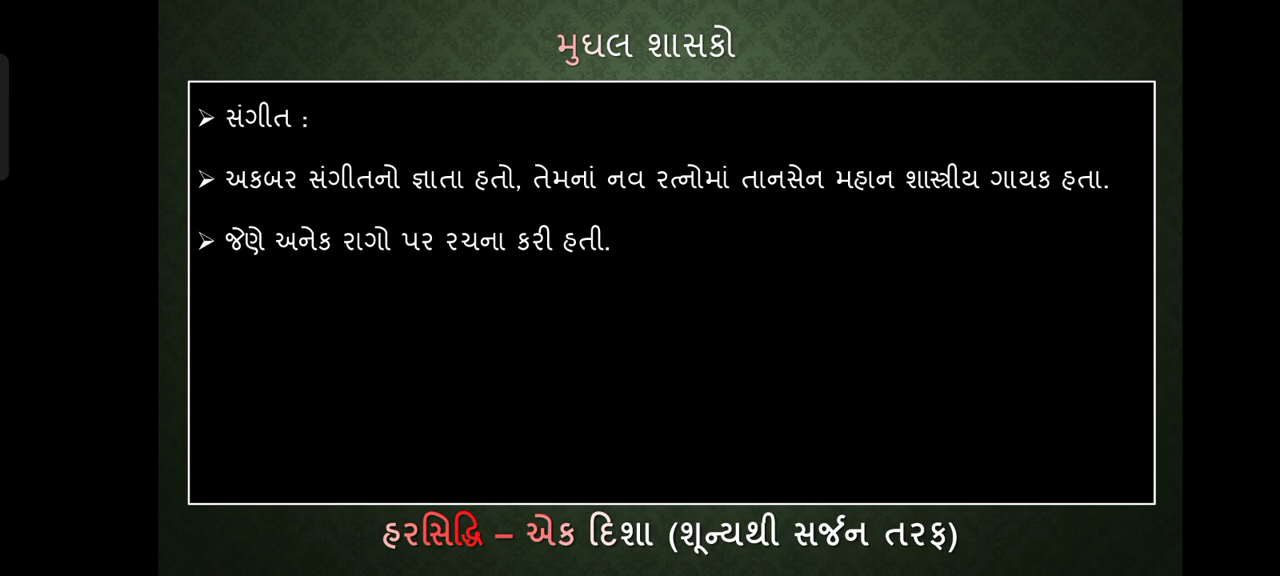 મુઘલ શાસકો
➢ સંગીત :
➢ અકબર સંગીતનો જ્ઞાતા હતો, તેમનાં નવ રત્નોમાં તાનસેન મહાન શાસ્ત્રીય ગાયક હતા.
➢ જેણે અનેક રાગો પર રચના કરી હતી.
હરસિદ્ધિ – એક દિશા (શૂન્યથી સર્જન તરફ)